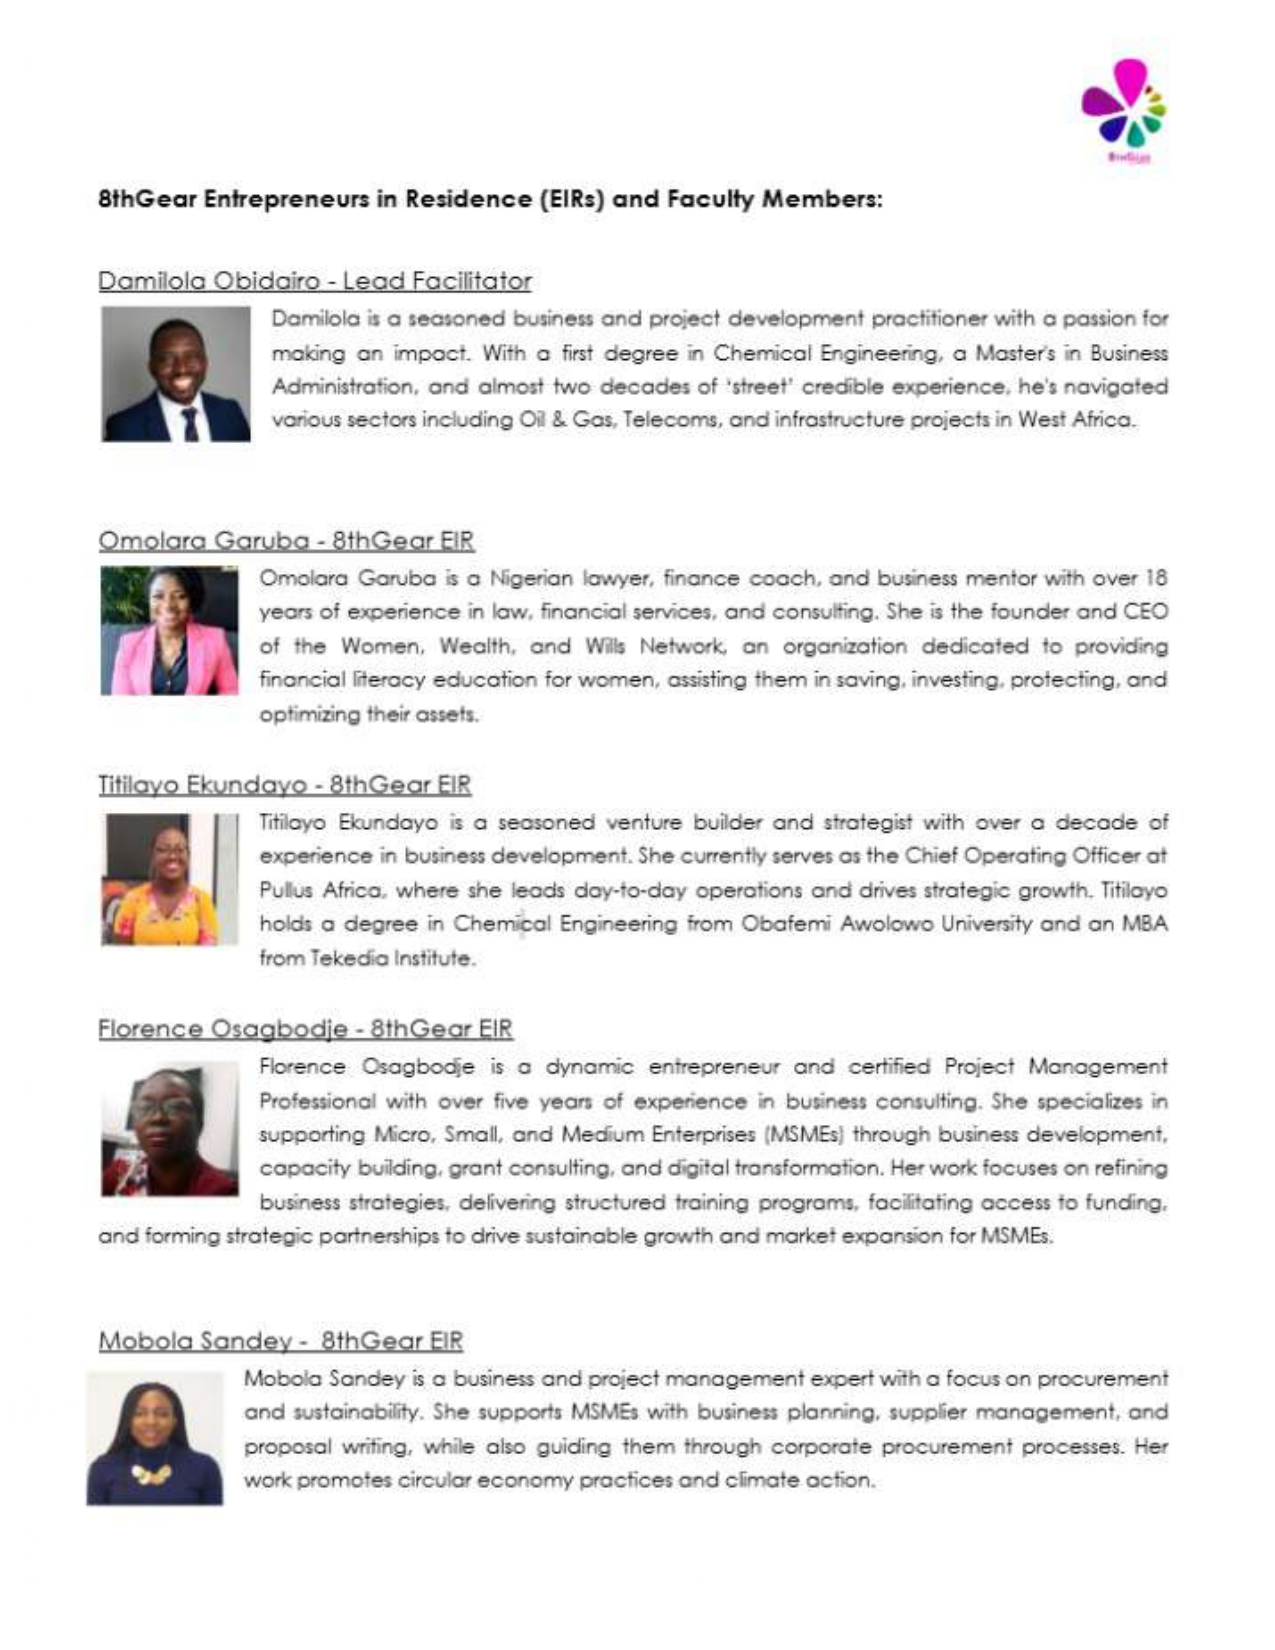 8thGear Entrepreneurs in Residence (EIRs) and Faculty Members:
Damilola Obidairo - Lead Facilitator
Damilola is a seasoned business and project development practitioner with a passion for
making an impact. With a first degree in Chemical Engineering, a Master's in Business
Administration, and almost two decades of 'street' credible experience, he's navigated
various sectors including Oil & Gas, Telecoms, and infrastructure projects in West Africa.
Omolara Garuba - 8thGear EIR
Omolara Garuba is a Nigerian lawyer, finance coach, and business mentor with over 18
years of experience in law, financial services, and consulting. She is the founder and CEO
of the Women, Wealth, and Wills Network, an organization dedicated to providing
financial literacy education for women, assisting them in saving, investing, protecting, and
optimizing their assets.
Titilayo Ekundayo - 8thGear EIR
Titilayo Ekundayo is a seasoned venture builder and strategist with over a decade of
experience in business development. She currently serves as the Chief Operating Officer at
Pullus Africa, where she leads day-to-day operations and drives strategic growth. Titilayo
holds a degree in Chemical Engineering from Obafemi Awolowo University and an MBA
from Tekedia Institute.
Florence Osagbodje - 8thGear EIR
Florence Osagbodje is a dynamic entrepreneur and certified Project Management
Professional with over five years of experience in business consulting. She specializes in
supporting Micro, Small, and Medium Enterprises (MSMEs) through business development,
capacity building, grant consulting, and digital transformation. Her work focuses on refining
business strategies, delivering structured training programs, facilitating access to funding,
and forming strategic partnerships to drive sustainable growth and market expansion for MSMEs.
Mobola Sandey - 8thGear EIR
Mobola Sandey is a business and project management expert with a focus on procurement
and sustainability. She supports MSMEs with business planning, supplier management, and
proposal writing, while also guiding them through corporate procurement processes. Her
work promotes circular economy practices and climate action.